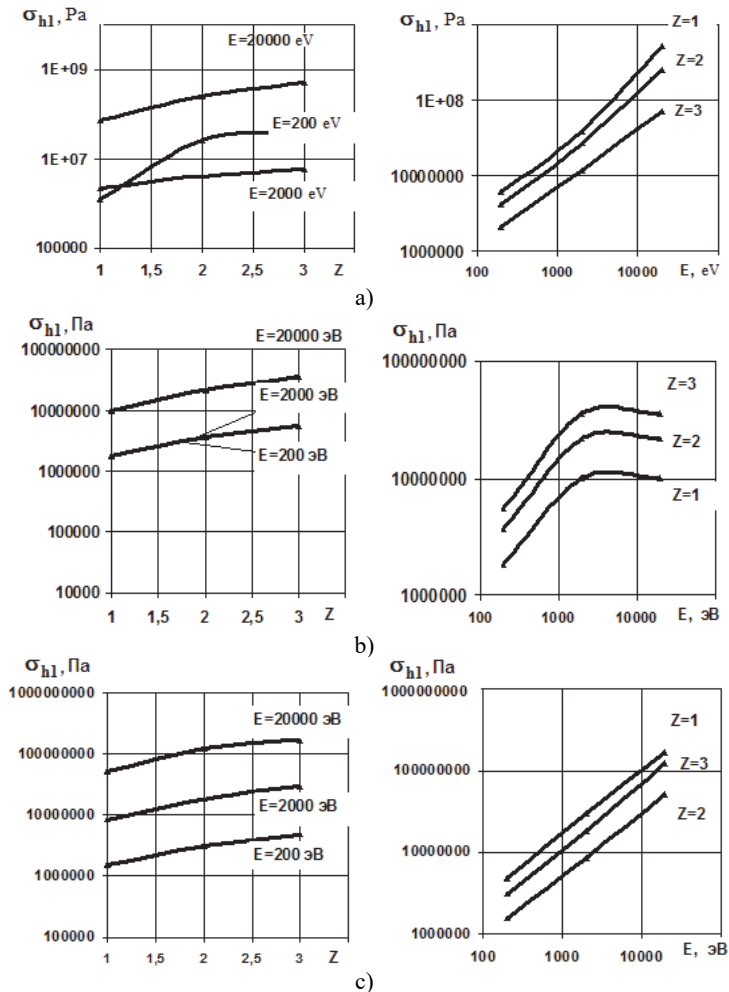 σh1, Pa
E=20000 eV
1E+09
E=200 eV
1E+07
E=2000 eV
100000
1 1,5 2 2,5 3 Z
σh1, Pa
Z=1
Z=2
1E+08
Z=3
10000000
1000000
100 1000 10000 E, eV
a)
σh1, Па
E=20000 эВ
100000000
E=2000 эВ
10000000
E=200 эВ
1000000
100000
10000
1 1,5 2 2,5 3 Z
σh1, Па
100000000
Z=3
Z=2
10000000
Z=1
1000000
100 1000 10000 E, эВ
b)
σh1, Па
1000000000
E=20000 эВ
100000000
10000000
E=2000 эВ
E=200 эВ
1000000
100000
1 1,5 2 2,5 3 Z
σh1, Па
1000000000
Z=1
100000000
Z=3
Z=2
10000000
1000000
100 1000 10000 E, эВ
c)